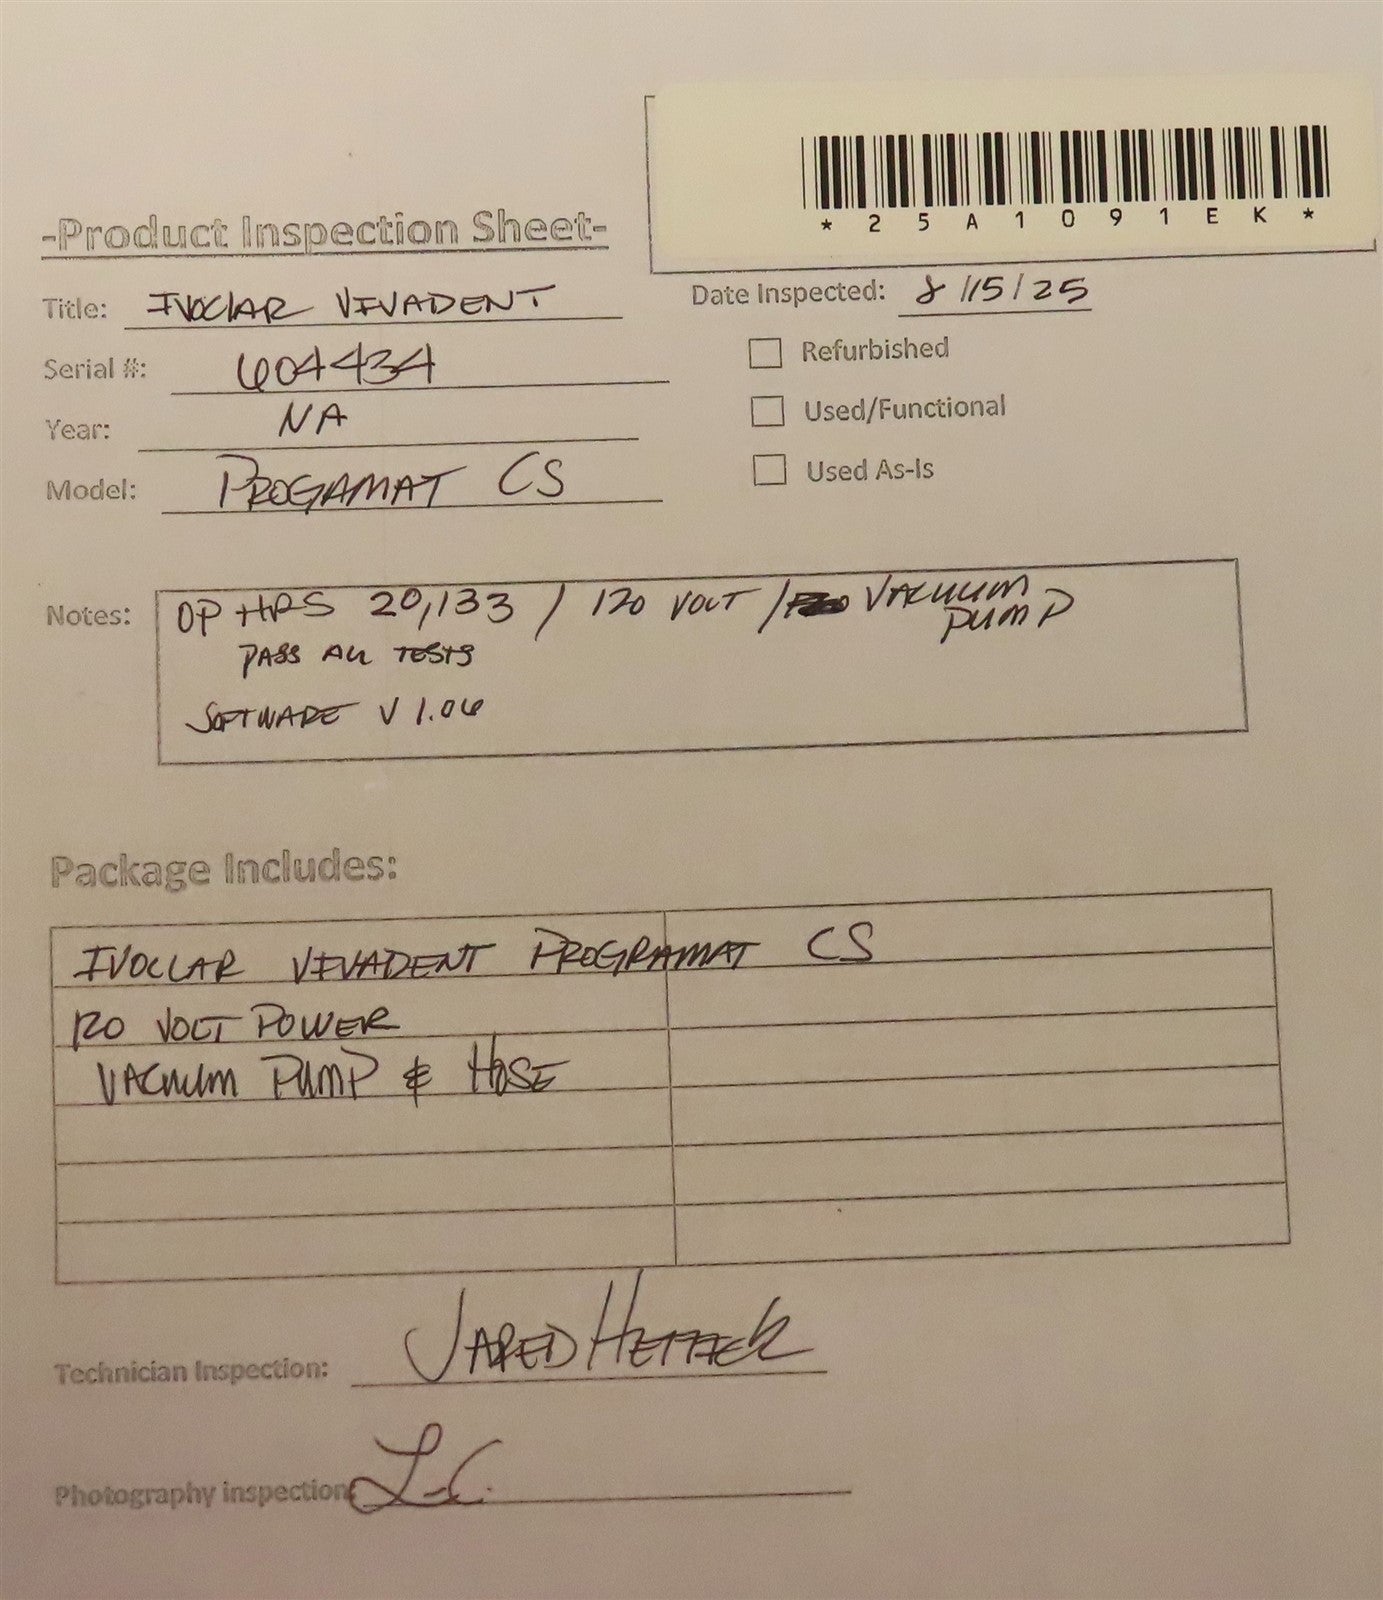 *25A1091EK*
-Product Inspection Sheet-
Title: IVOCLAR VIVADENT
Date Inspected: 8/15/25
Serial #: 604434
Refurbished
Year: NA
Used/Functional
Model: PROGAMAT CS
Used As-Is
Notes: OP HRS 20,133 / 120 VOLT / VACUUM
PUMP
PASS ALL TESTS
SOFTWARE V 1.06
Package Includes:
IVOCLAR VIVADENT PROGRAMAT CS
120 VOLT POWER
VACUUM PUMP & HOSE
Technician Inspection: JARED
Photography inspection: L.C.